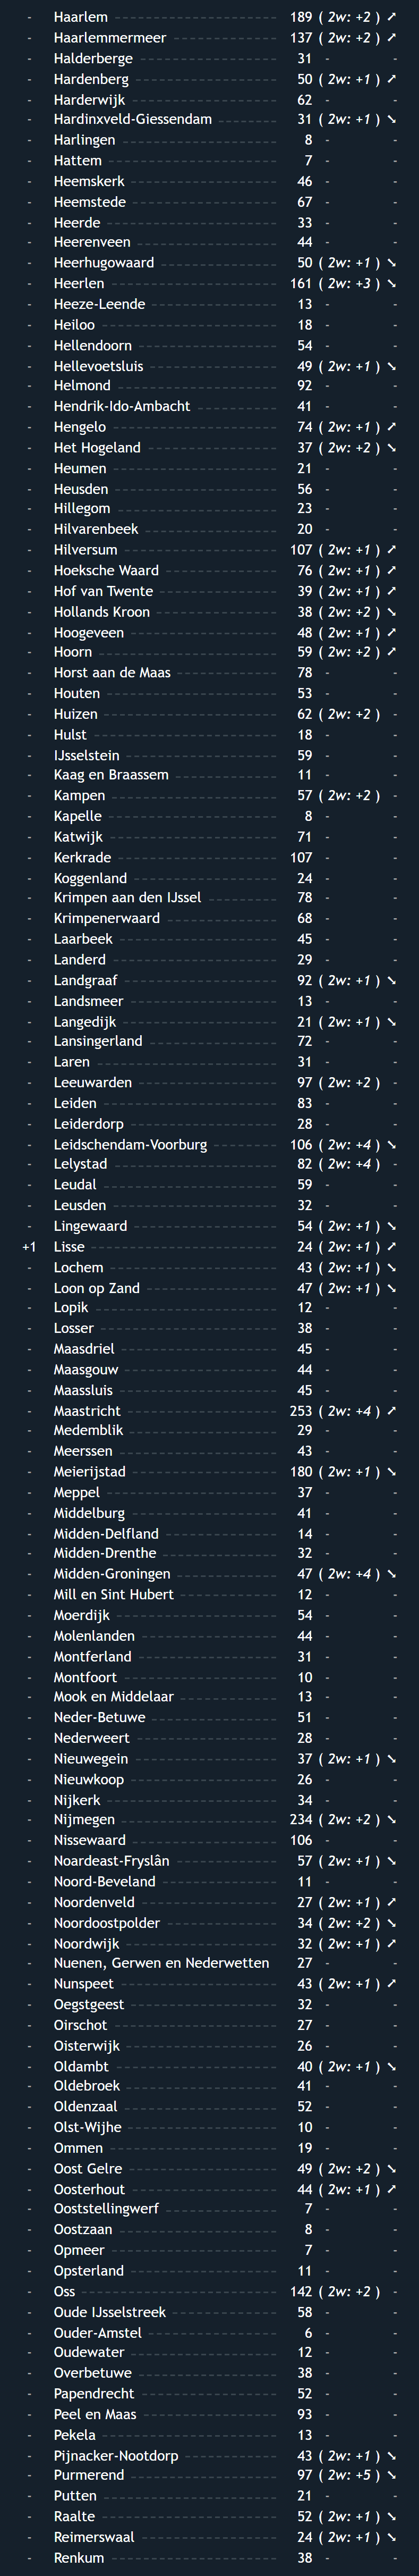 - Haarlem 189 ( 2w: +2 ) ➚
- Haarlemmermeer 137 ( 2w: +2 ) ➚
- Halderberge 31 - -
- Hardenberg 50 ( 2w: +1 ) ➚
- Harderwijk 62 - -
- Hardinxveld-Giessendam 31 ( 2w: +1 ) ➘
- Harlingen 8 - -
- Hattem 7 - -
- Heemskerk 46 - -
- Heemstede 67 - -
- Heerde 33 - -
- Heerenveen 44 - -
- Heerhugowaard 50 ( 2w: +1 ) ➘
- Heerlen 161 ( 2w: +3 ) ➘
- Heeze-Leende 13 - -
- Heiloo 18 - -
- Hellendoorn 54 - -
- Hellevoetsluis 49 ( 2w: +1 ) ➘
- Helmond 92 - -
- Hendrik-Ido-Ambacht 41 - -
- Hengelo 74 ( 2w: +1 ) ➚
- Het Hogeland 37 ( 2w: +2 ) ➘
- Heumen 21 - -
- Heusden 56 - -
- Hillegom 23 - -
- Hilvarenbeek 20 - -
- Hilversum 107 ( 2w: +1 ) ➚
- Hoeksche Waard 76 ( 2w: +1 ) ➚
- Hof van Twente 39 ( 2w: +1 ) ➚
- Hollands Kroon 38 ( 2w: +2 ) ➘
- Hoogeveen 48 ( 2w: +1 ) ➚
- Hoorn 59 ( 2w: +2 ) ➚
- Horst aan de Maas 78 - -
- Houten 53 - -
- Huizen 62 ( 2w: +2 ) -
- Hulst 18 - -
- IJsselstein 59 - -
- Kaag en Braassem 11 - -
- Kampen 57 ( 2w: +2 ) -
- Kapelle 8 - -
- Katwijk 71 - -
- Kerkrade 107 - -
- Koggenland 24 - -
- Krimpen aan den IJssel 78 - -
- Krimpenerwaard 68 - -
- Laarbeek 45 - -
- Landerd 29 - -
- Landgraaf 92 ( 2w: +1 ) ➘
- Landsmeer 13 - -
- Langedijk 21 ( 2w: +1 ) ➘
- Lansingerland 72 - -
- Laren 31 - -
- Leeuwarden 97 ( 2w: +2 ) -
- Leiden 83 - -
- Leiderdorp 28 - -
- Leidschendam-Voorburg 106 ( 2w: +4 ) ➘
- Lelystad 82 ( 2w: +4 ) -
- Leudal 59 - -
- Leusden 32 - -
- Lingewaard 54 ( 2w: +1 ) ➘
+1 Lisse 24 ( 2w: +1 ) ➚
- Lochem 43 ( 2w: +1 ) ➘
- Loon op Zand 47 ( 2w: +1 ) ➘
- Lopik 12 - -
- Losser 38 - -
- Maasdriel 45 - -
- Maasgouw 44 - -
- Maassluis 45 - -
- Maastricht 253 ( 2w: +4 ) ➚
- Medemblik 29 - -
- Meerssen 43 - -
- Meierijstad 180 ( 2w: +1 ) ➘
- Meppel 37 - -
- Middelburg 41 - -
- Midden-Delfland 14 - -
- Midden-Drenthe 32 - -
- Midden-Groningen 47 ( 2w: +4 ) ➘
- Mill en Sint Hubert 12 - -
- Moerdijk 54 - -
- Molenlanden 44 - -
- Montferland 31 - -
- Montfoort 10 - -
- Mook en Middelaar 13 - -
- Neder-Betuwe 51 - -
- Nederweert 28 - -
- Nieuwegein 37 ( 2w: +1 ) ➘
- Nieuwkoop 26 - -
- Nijkerk 34 - -
- Nijmegen 234 ( 2w: +2 ) ➘
- Nissewaard 106 - -
- Noardeast-Fryslân 57 ( 2w: +1 ) ➘
- Noord-Beveland 11 - -
- Noordenveld 27 ( 2w: +1 ) ➚
- Noordoostpolder 34 ( 2w: +2 ) ➘
- Noordwijk 32 ( 2w: +1 ) ➚
- Nuenen, Gerwen en Nederwetten 27 - -
- Nunspeet 43 ( 2w: +1 ) ➚
- Oegstgeest 32 - -
- Oirschot 27 - -
- Oisterwijk 26 - -
- Oldambt 40 ( 2w: +1 ) ➘
- Oldebroek 41 - -
- Oldenzaal 52 - -
- Olst-Wijhe 10 - -
- Ommen 19 - -
- Oost Gelre 49 ( 2w: +2 ) ➘
- Oosterhout 44 ( 2w: +1 ) ➚
- Ooststellingwerf 7 - -
- Oostzaan 8 - -
- Opmeer 7 - -
- Opsterland 11 - -
- Oss 142 ( 2w: +2 ) -
- Oude IJsselstreek 58 - -
- Ouder-Amstel 6 - -
- Oudewater 12 - -
- Overbetuwe 38 - -
- Papendrecht 52 - -
- Peel en Maas 93 - -
- Pekela 13 - -
- Pijnacker-Nootdorp 43 ( 2w: +1 ) ➘
- Purmerend 97 ( 2w: +5 ) ➘
- Putten 21 - -
- Raalte 52 ( 2w: +1 ) ➘
- Reimerswaal 24 ( 2w: +1 ) ➘
- Renkum 38 - -